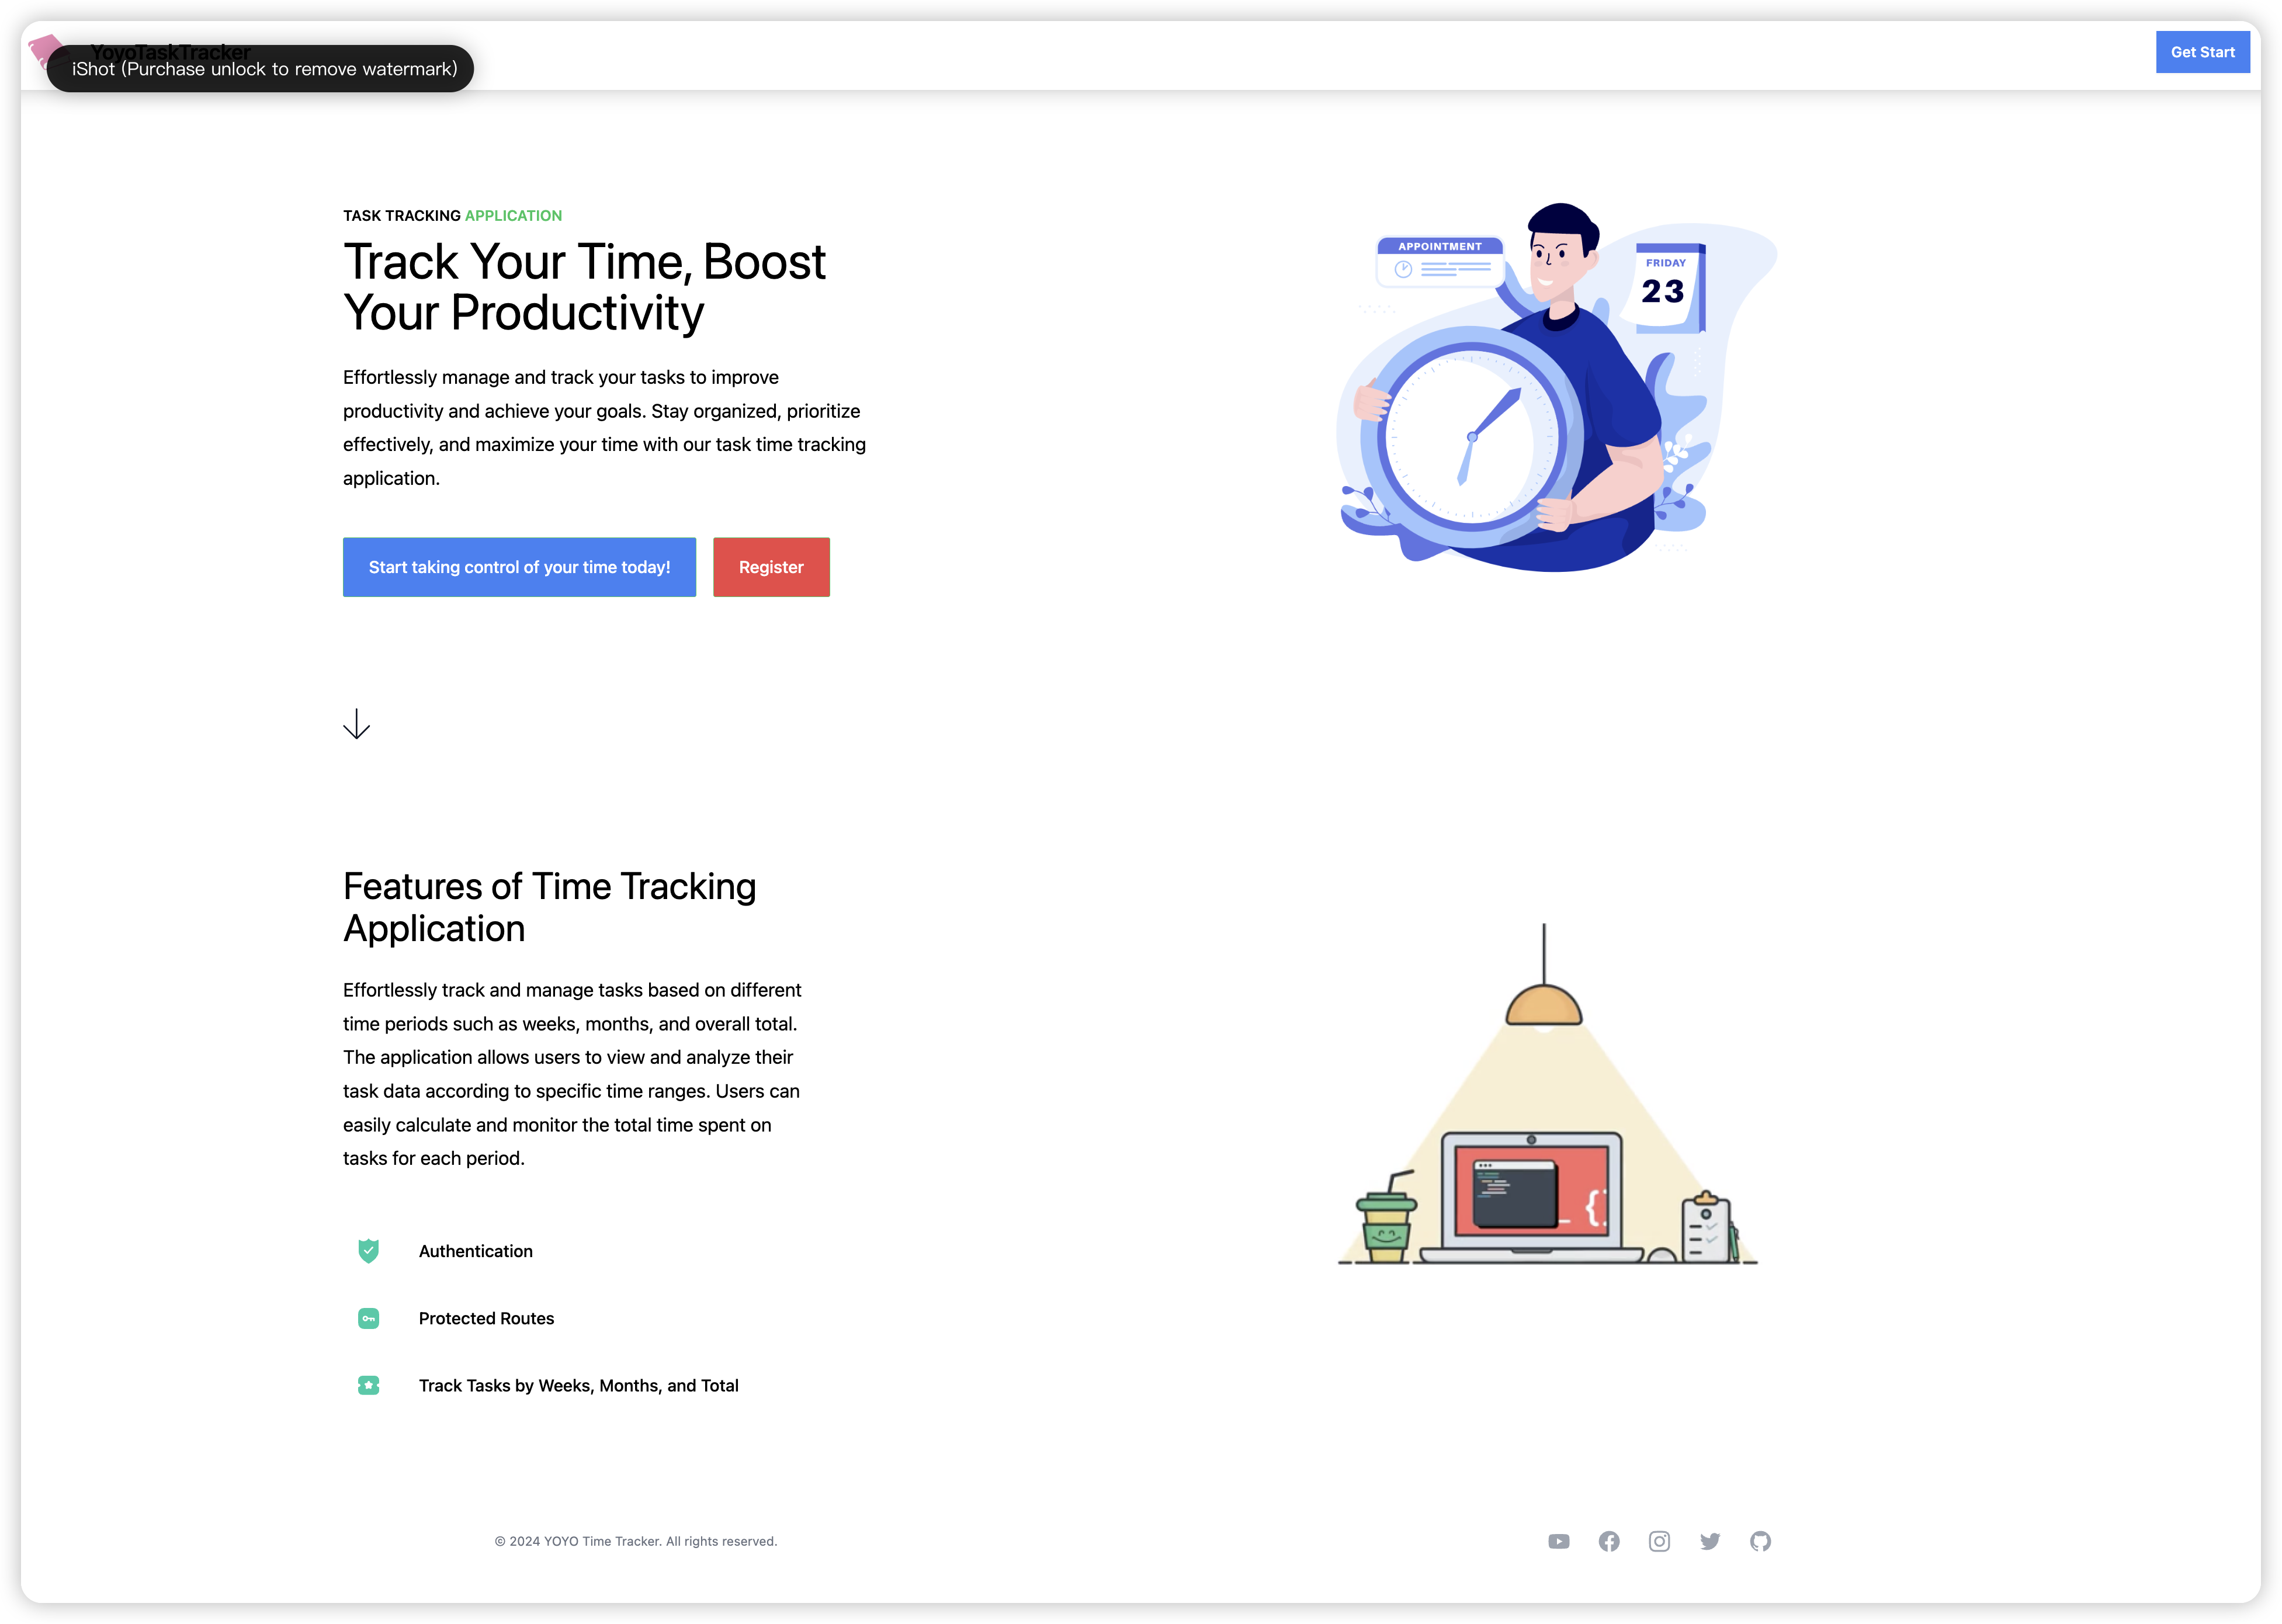 YoyoTaskTracker
iShot (Purchase unlock to remove watermark)
Get Start
TASK TRACKING APPLICATION
Track Your Time, Boost
Your Productivity
Effortlessly manage and track your tasks to improve
productivity and achieve your goals. Stay organized, prioritize
effectively, and maximize your time with our task time tracking
application.
Start taking control of your time today!
Register
APPOINTMENT
FRIDAY
23
Features of Time Tracking
Application
Effortlessly track and manage tasks based on different
time periods such as weeks, months, and overall total.
The application allows users to view and analyze their
task data according to specific time ranges. Users can
easily calculate and monitor the total time spent on
tasks for each period.
_ {
Authentication
Protected Routes
Track Tasks by Weeks, Months, and Total
© 2024 YOYO Time Tracker. All rights reserved.